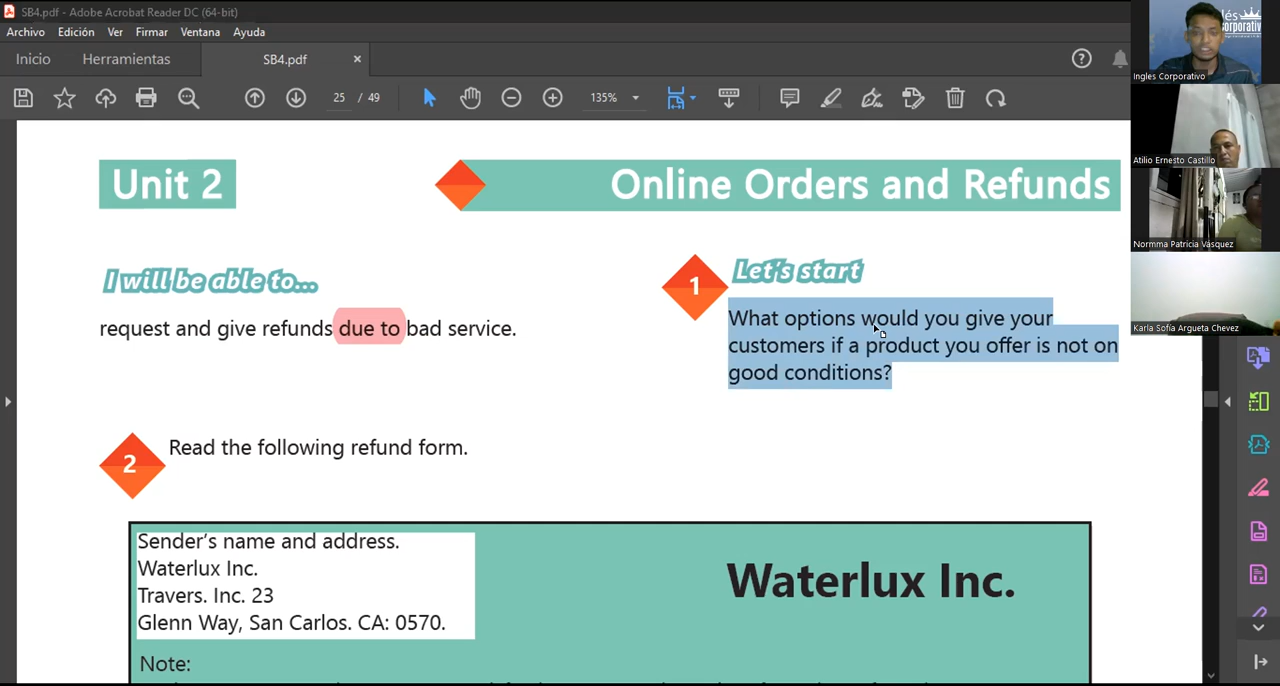 SB4.pdf - Adobe Acrobat Reader DC (64-bit)
Archivo Edición Ver Firmar Ventana Ayuda
Inicio Herramientas SB4.pdf ×
25 / 49 135%
lés
corporativo
Ingles Corporativo
Atilio Ernesto Castillo
Normma Patricia Vásquez
Karla Sofía Argueta Chevez
Unit 2
Online Orders and Refunds
I will be able to...
request and give refunds due to bad service.
1 Let's start
What options would you give your
customers if a product you offer is not on
good conditions?
2 Read the following refund form.
Sender's name and address.
Waterlux Inc.
Travers. Inc. 23
Glenn Way, San Carlos. CA: 0570.
Waterlux Inc.
Note: